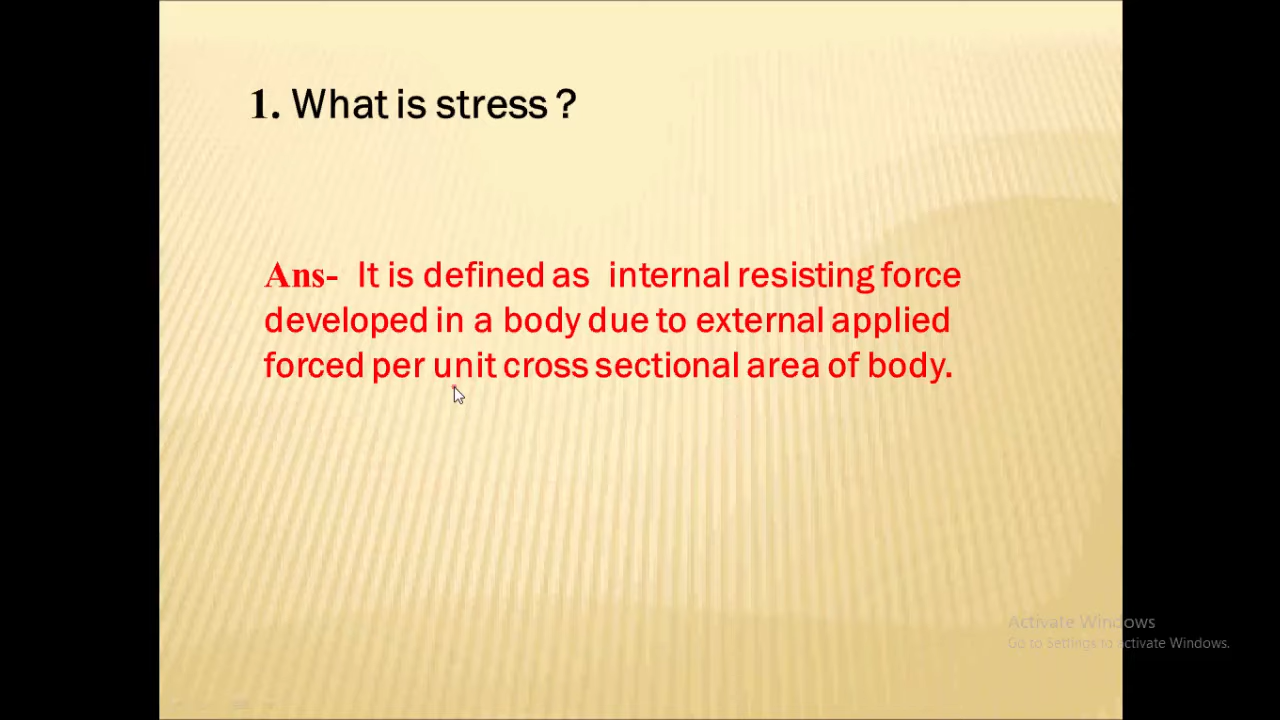 1. What is stress ?
Ans- It is defined as internal resisting force
developed in a body due to external applied
forced per unit cross sectional area of body.
Activate Windows
Go to Settings to activate Windows.